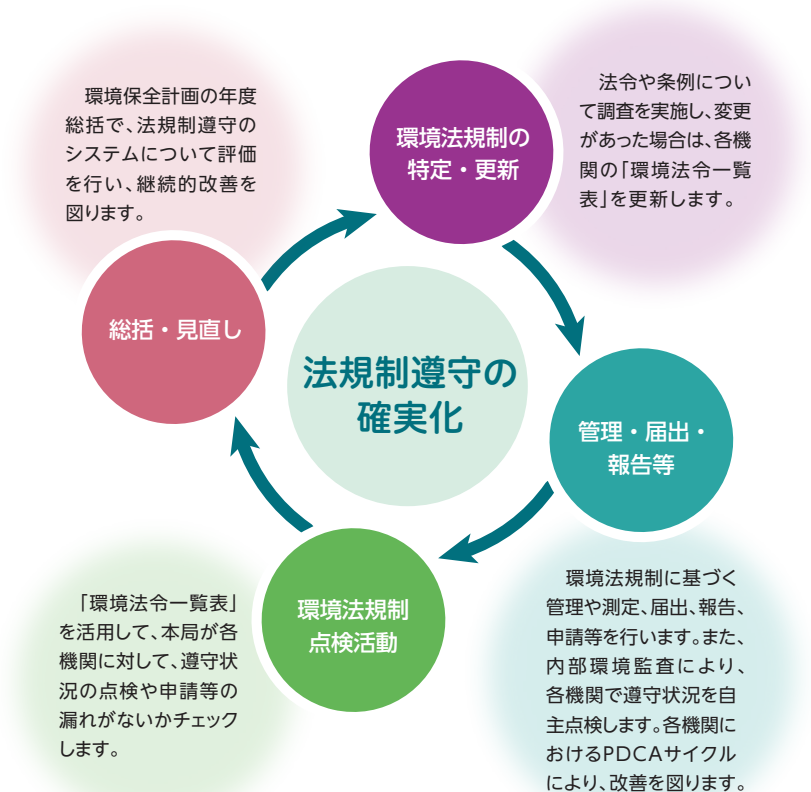 環境保全計画の年度
総括で、法規制遵守の
システムについて評価
を行い、継続的改善を
図ります。
環境法規制の
特定・更新
法令や条例につい
て調査を実施し、変更
があった場合は、各機
関の「環境法令一覧
表」を更新します。
総括・見直し
法規制遵守の
確実化
管理・届出・
報告等
環境法規制
点検活動
「環境法令一覧表」
を活用して、本局が各
機関に対して、遵守状
況の点検や申請等の
漏れがないかチェック
します。
環境法規制に基づく
管理や測定、届出、報告、
申請等を行います。また、
内部環境監査により、
各機関で遵守状況を自
主点検します。各機関に
おけるPDCAサイクル
により、改善を図ります。